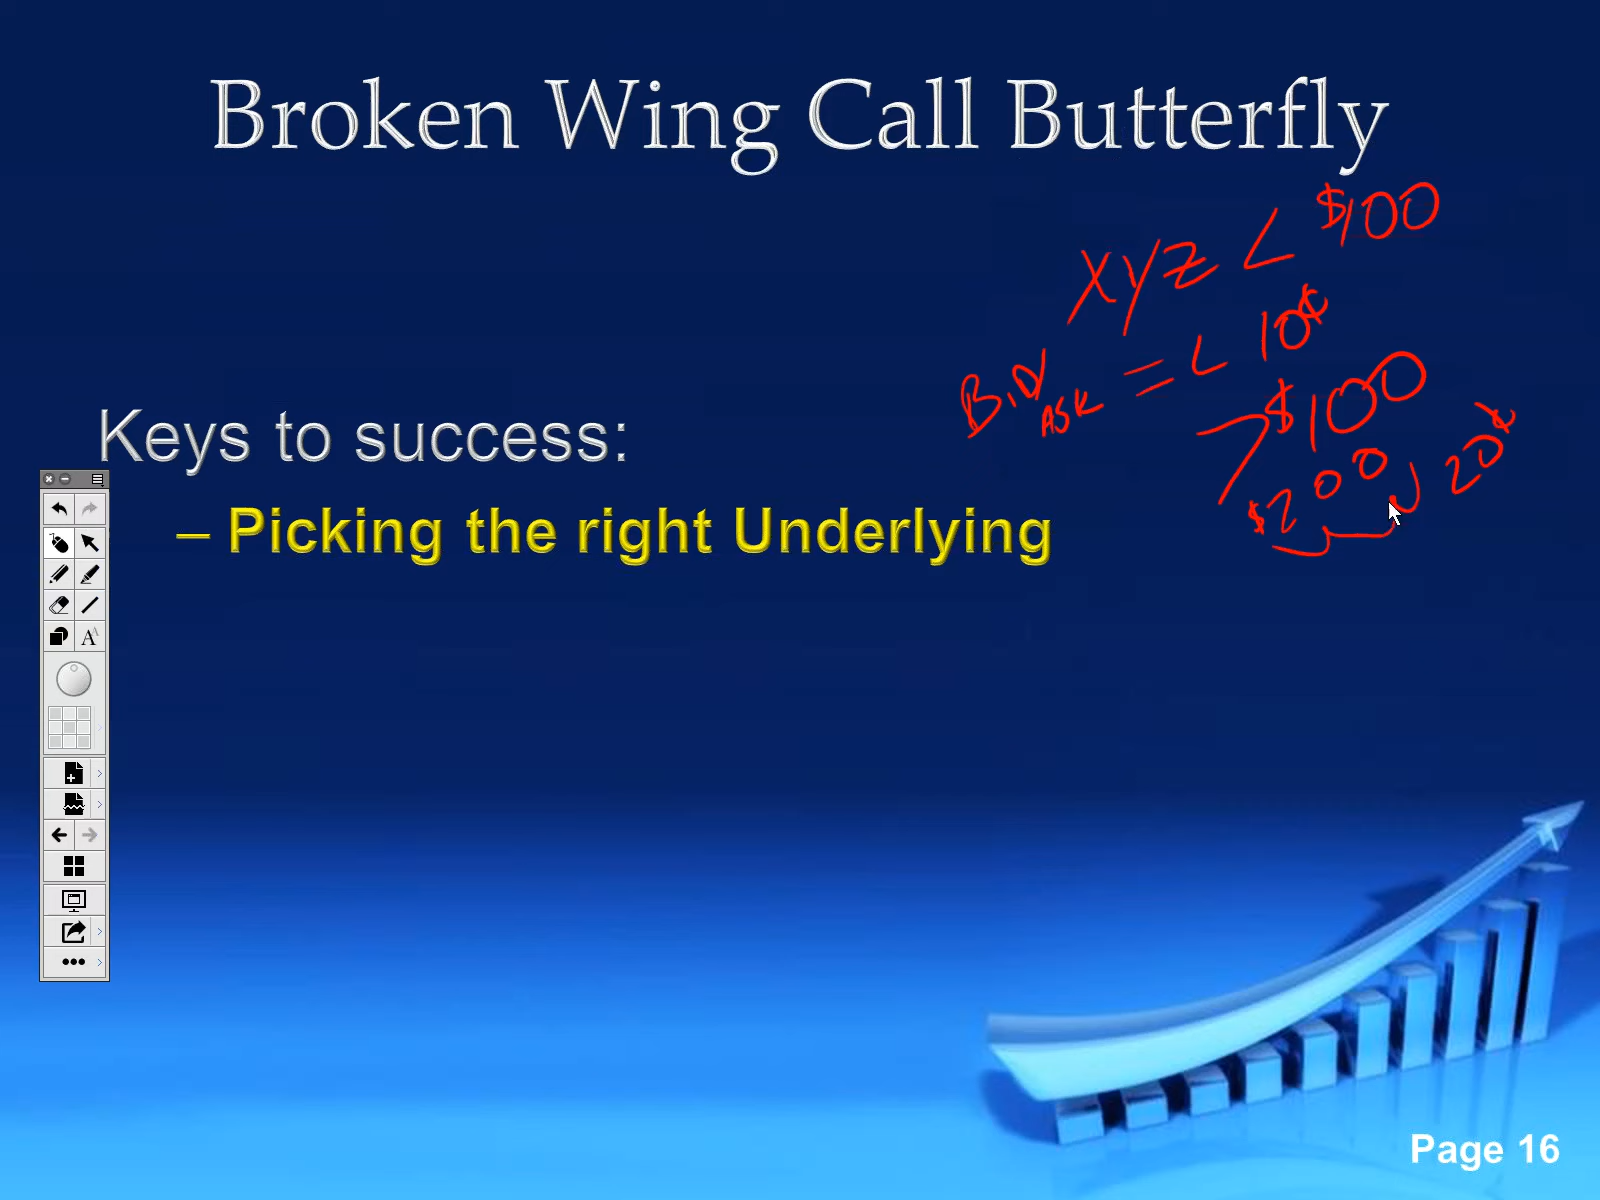 Broken Wing Call Butterfly
XYZ < $100
BID ASK = < 10¢
> $100
$200
20¢
Keys to success:
– Picking the right Underlying
Page 16